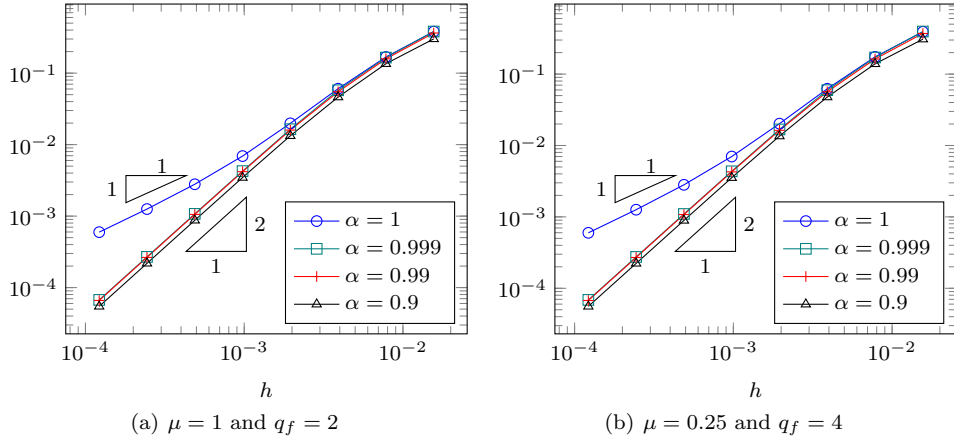 10⁻¹
10⁻²
10⁻³
10⁻⁴
1
1
2
1
α = 1
α = 0.999
α = 0.99
α = 0.9
10⁻⁴ 10⁻³ 10⁻²
h
(a) μ = 1 and q_f = 2
10⁻¹
10⁻²
10⁻³
10⁻⁴
1
1
2
1
α = 1
α = 0.999
α = 0.99
α = 0.9
10⁻⁴ 10⁻³ 10⁻²
h
(b) μ = 0.25 and q_f = 4